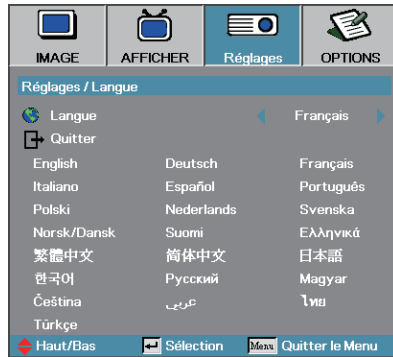 IMAGE AFFICHER Réglages OPTIONS
Réglages / Langue
Langue Français
Quitter
English Deutsch Français
Italiano Español Português
Polski Nederlands Svenska
Norsk/Dansk Suomi Ελληνικά
繁體中文 简体中文 日本語
한국어 Русский Magyar
Čeština عربي ไทย
Türkçe
Haut/Bas Sélection Menu Quitter le Menu